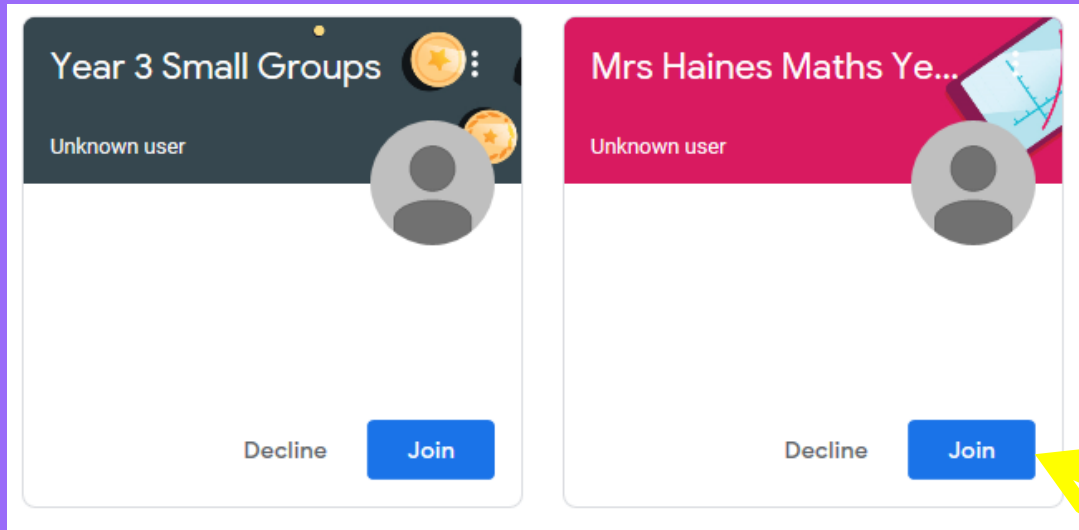 Year 3 Small Groups
Unknown user
Decline Join
Mrs Haines Maths Ye...
Unknown user
Decline Join